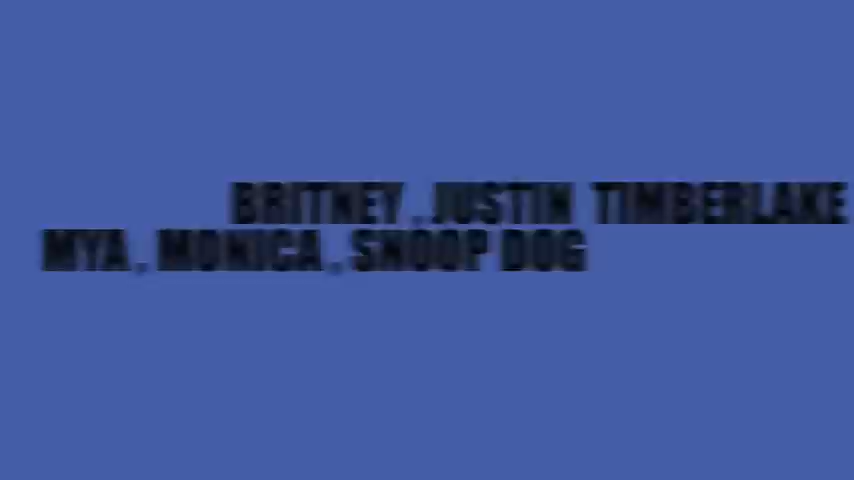 BRITNEY , JUSTIN TIMBERLAKE
MYA , MONICA , SNOOP DOG